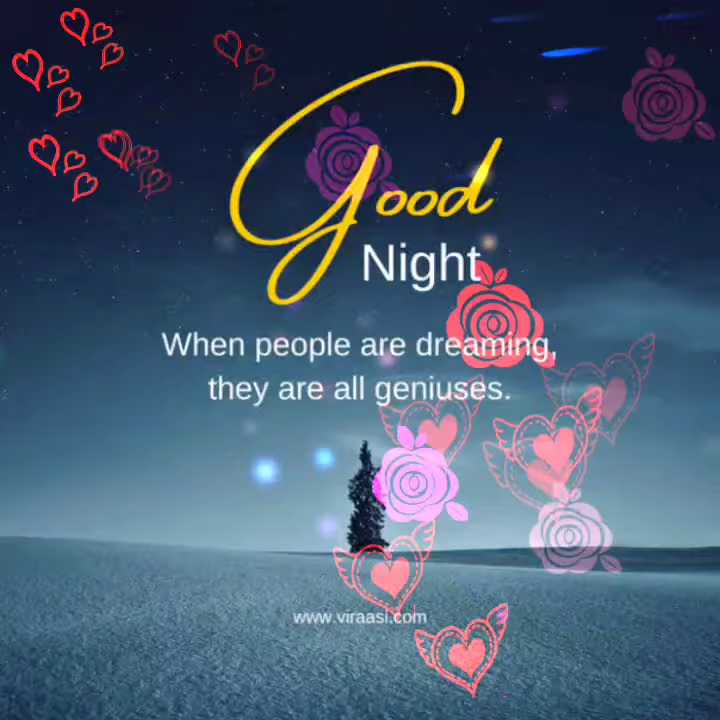 Good
Night
When people are dreaming,
they are all geniuses.
www.viraasi.com